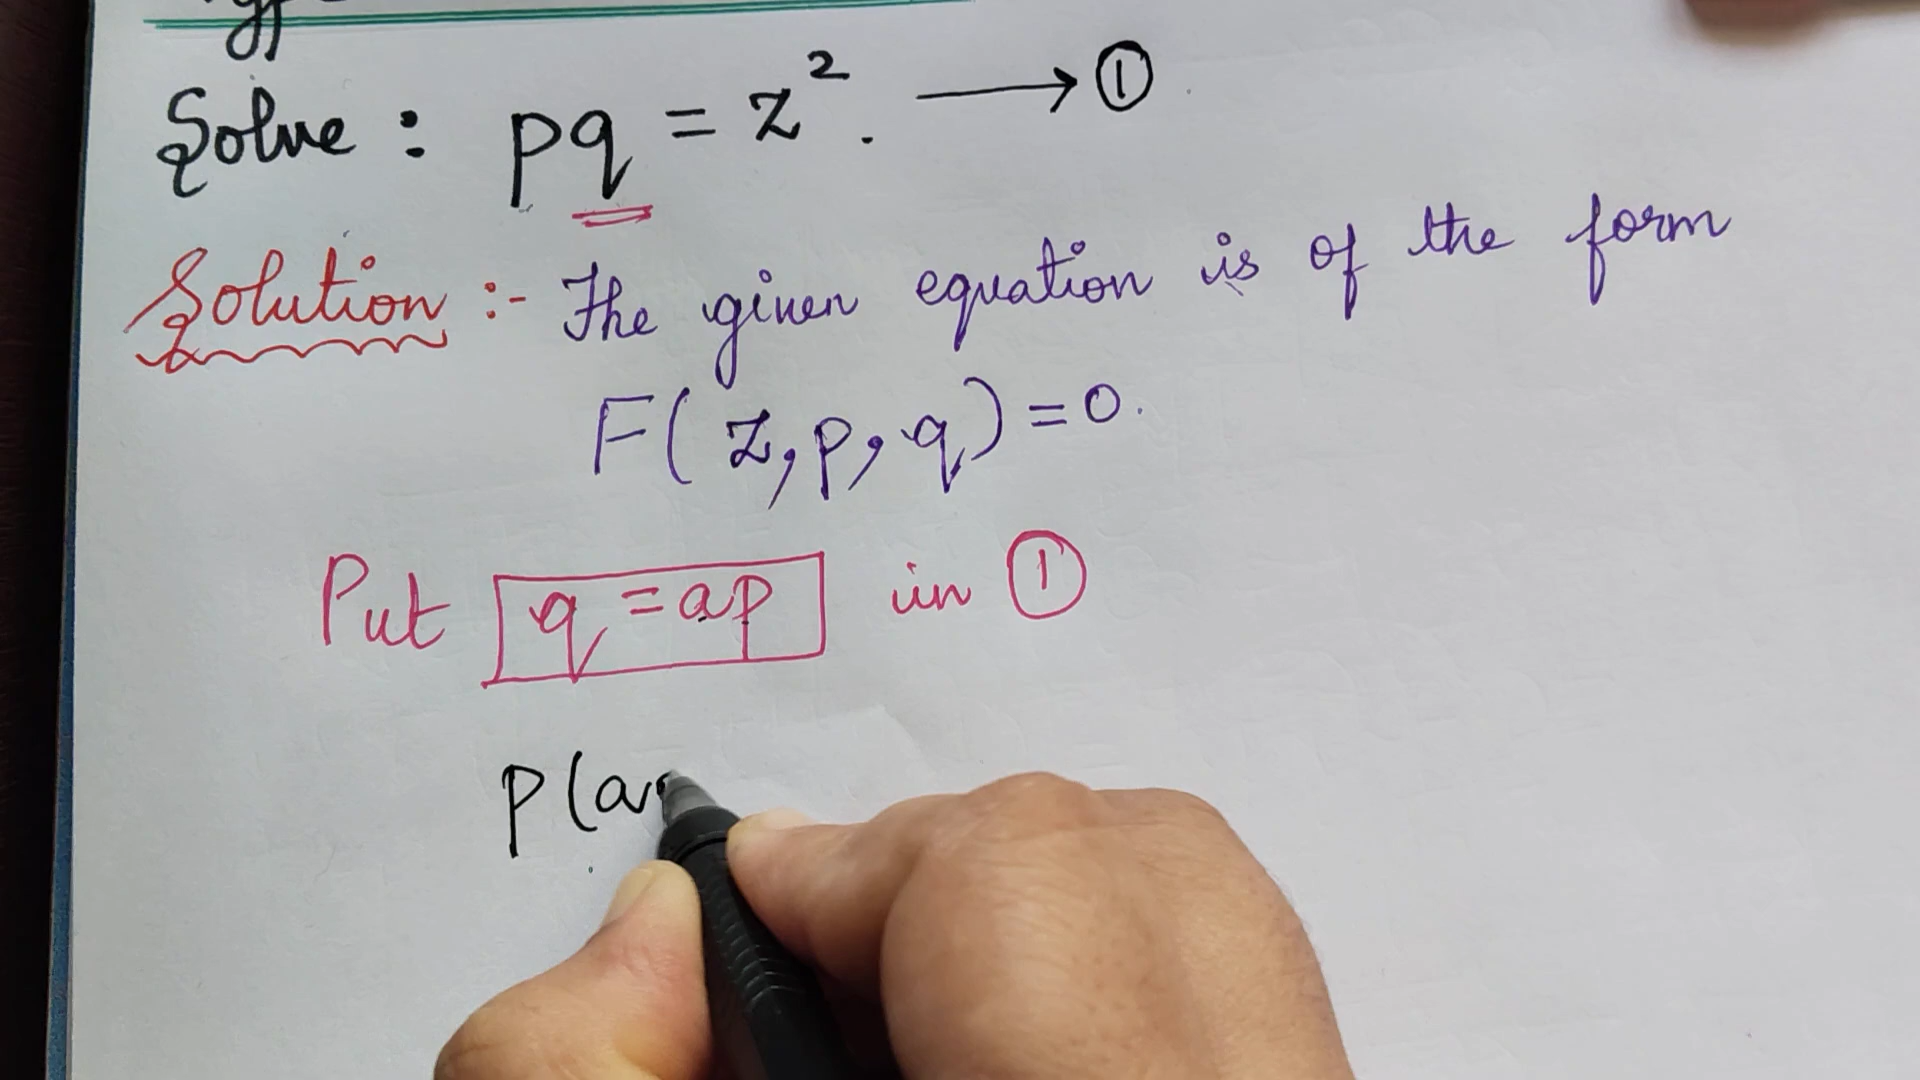 Solve : pq = z². → ①
Solution :- The given equation is of the form
F(z, p, q) = 0.
Put q = ap in ①
p(a